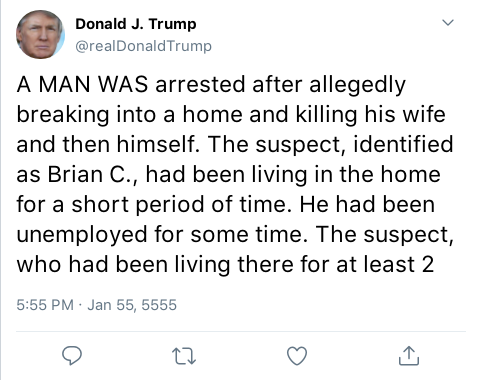 Donald J. Trump
@realDonaldTrump
A MAN WAS arrested after allegedly
breaking into a home and killing his wife
and then himself. The suspect, identified
as Brian C., had been living in the home
for a short period of time. He had been
unemployed for some time. The suspect,
who had been living there for at least 2
5:55 PM · Jan 55, 5555